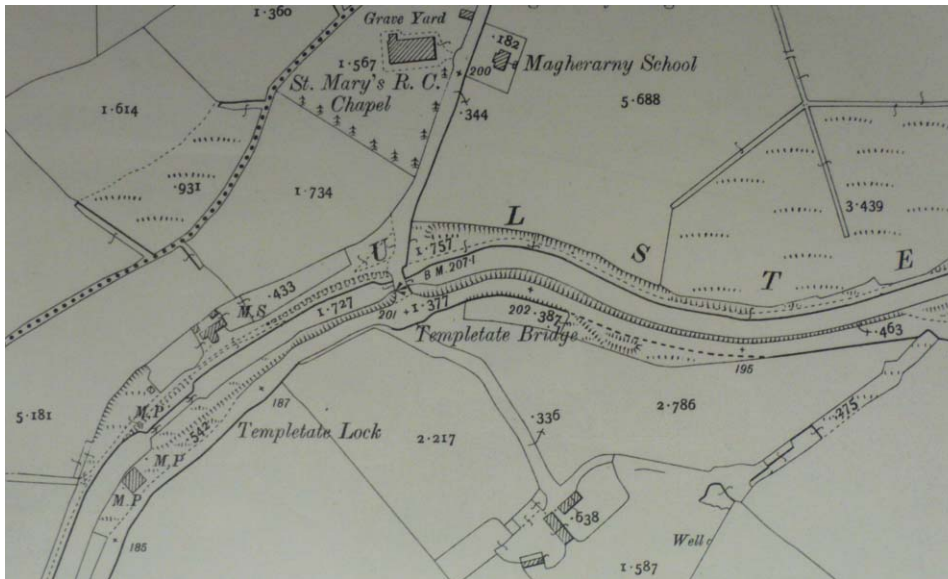 1·360
Grave Yard
·182
1·567
200
Magherarny School
St. Mary's R. C.
Chapel
·344
5·688
1·614
·931
1·734
3·439
U L S T E
1·757
B M. 207·1
·433
M,S
1·727
201
1·377
202
·387
Templetate Bridge
·463
195
5·181
M,P
187
·542
Templetate Lock
2·217
·336
2·786
·275
M,P
M.P
·638
185
Well
1·587